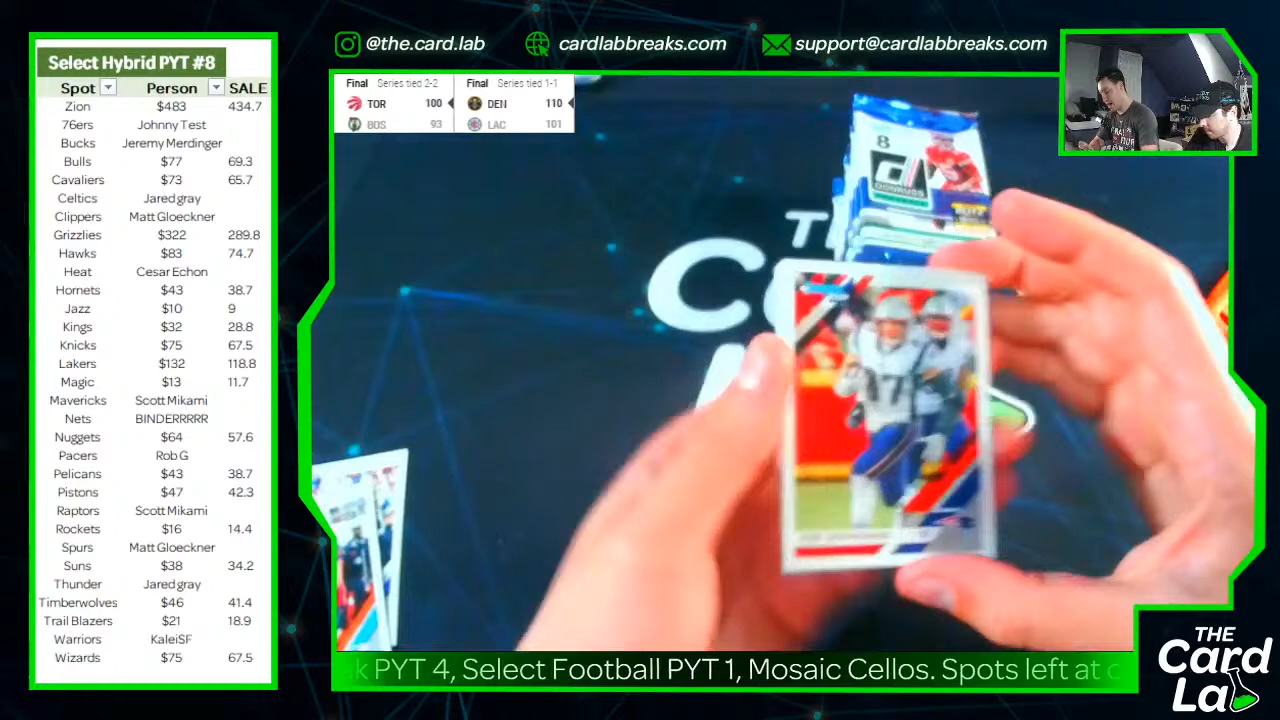 @the.card.lab
cardlabbreaks.com
support@cardlabbreaks.com
Select Hybrid PYT #8
Spot Person SALE
Zion $483 434.7
76ers Johnny Test
Bucks Jeremy Merdinger
Bulls $77 69.3
Cavaliers $73 65.7
Celtics Jared gray
Clippers Matt Gloeckner
Grizzlies $322 289.8
Hawks $83 74.7
Heat Cesar Echon
Hornets $43 38.7
Jazz $10 9
Kings $32 28.8
Knicks $75 67.5
Lakers $132 118.8
Magic $13 11.7
Mavericks Scott Mikami
Nets BINDERRRRR
Nuggets $64 57.6
Pacers Rob G
Pelicans $43 38.7
Pistons $47 42.3
Raptors Scott Mikami
Rockets $16 14.4
Spurs Matt Gloeckner
Suns $38 34.2
Thunder Jared gray
Timberwolves $46 41.4
Trail Blazers $21 18.9
Warriors KaleiSF
Wizards $75 67.5
Final Series tied 2-2
TOR 100
BOS 93
Final Series tied 1-1
DEN 110
LAC 101
8
DONRUSS
47
k PYT 4, Select Football PYT 1, Mosaic Cellos. Spots left at c
THE
Card
La